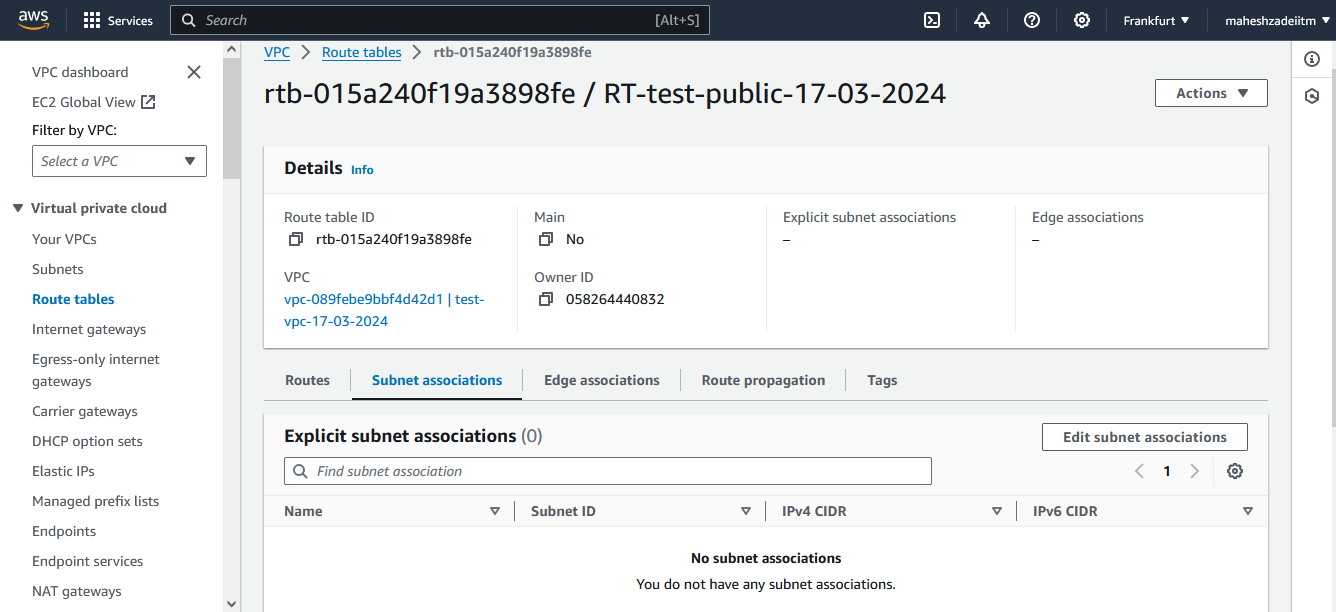 aws Services Search [Alt+S] Frankfurt maheshzadeiitm
VPC dashboard
EC2 Global View
Filter by VPC:
Select a VPC
Virtual private cloud
Your VPCs
Subnets
Route tables
Internet gateways
Egress-only internet
gateways
Carrier gateways
DHCP option sets
Elastic IPs
Managed prefix lists
Endpoints
Endpoint services
NAT gateways
VPC Route tables rtb-015a240f19a3898fe
rtb-015a240f19a3898fe / RT-test-public-17-03-2024
Actions
Details Info
Route table ID
rtb-015a240f19a3898fe
VPC
vpc-089febe9bbf4d42d1 | test-
vpc-17-03-2024
Main
No
Owner ID
058264440832
Explicit subnet associations
–
Edge associations
–
Routes Subnet associations Edge associations Route propagation Tags
Explicit subnet associations (0)
Edit subnet associations
Find subnet association
1
Name Subnet ID IPv4 CIDR IPv6 CIDR
No subnet associations
You do not have any subnet associations.